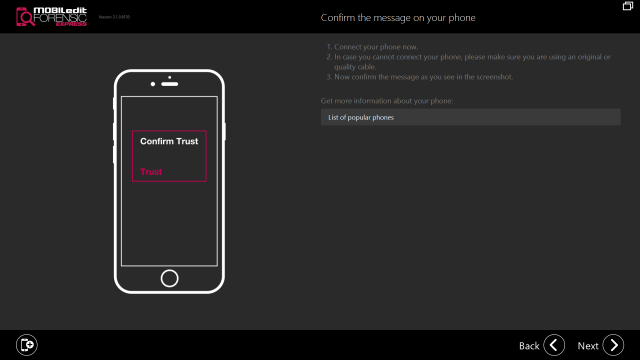 MOBILedit
FORENSIC
EXPRESS
Confirm the message on your phone
1. Connect your phone now.
2. In case you cannot connect your phone, please make sure you are using an original or
quality cable.
3. Now confirm the message as you see in the screenshot.
Get more information about your phone:
List of popular phones
Confirm Trust
Trust
Back
Next